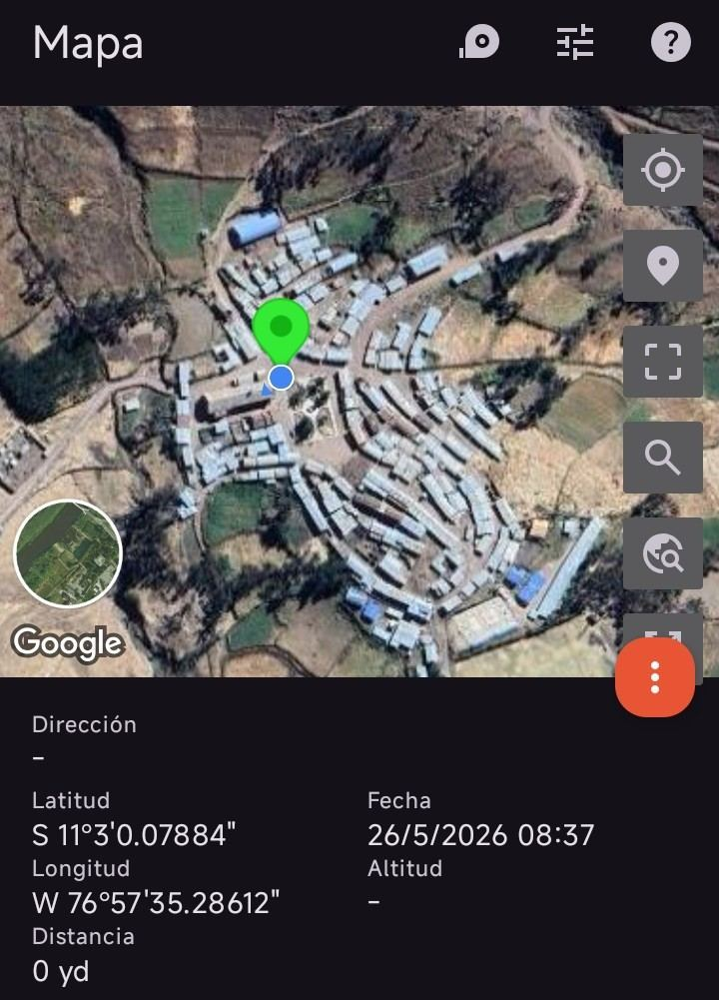 Mapa
Google
Dirección
–
Latitud
S 11°3'0.07884"
Fecha
26/5/2026 08:37
Longitud
W 76°57'35.28612"
Altitud
–
Distancia
0 yd